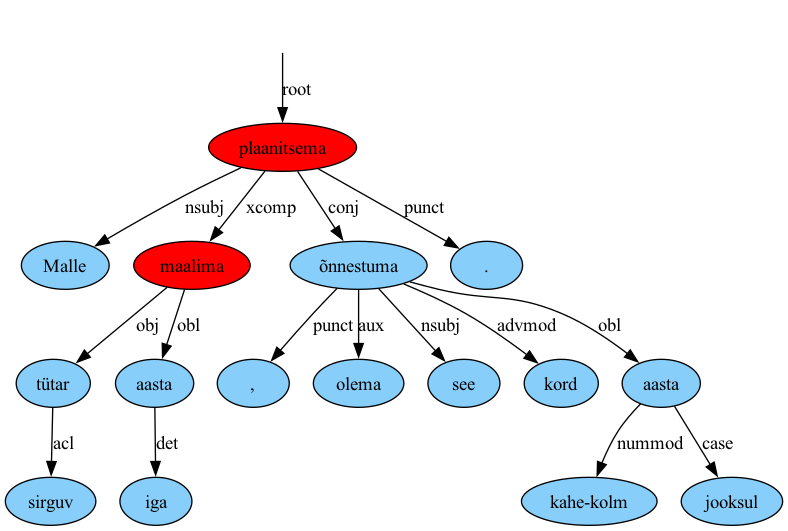 root
plaanitsema
nsubj xcomp conj punct
Malle maalima õnnestuma .
obj obl punct aux nsubj advmod obl
tütar aasta , olema see kord aasta
acl det nummod case
sirguv iga kahe-kolm jooksul